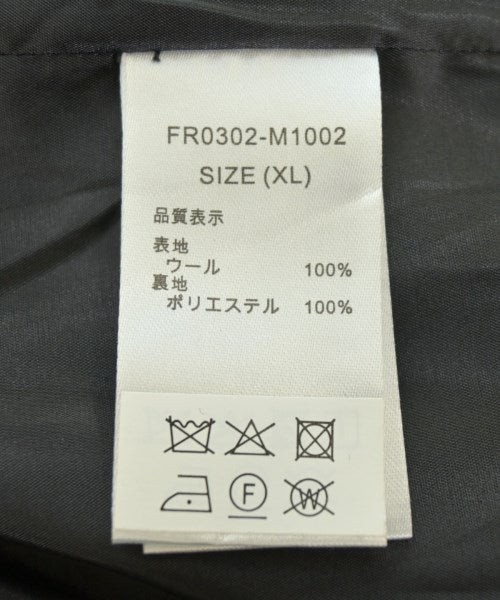 FR0302-M1002
SIZE (XL)
品質表示
表地
ウール 100%
裏地
ポリエステル 100%
F W